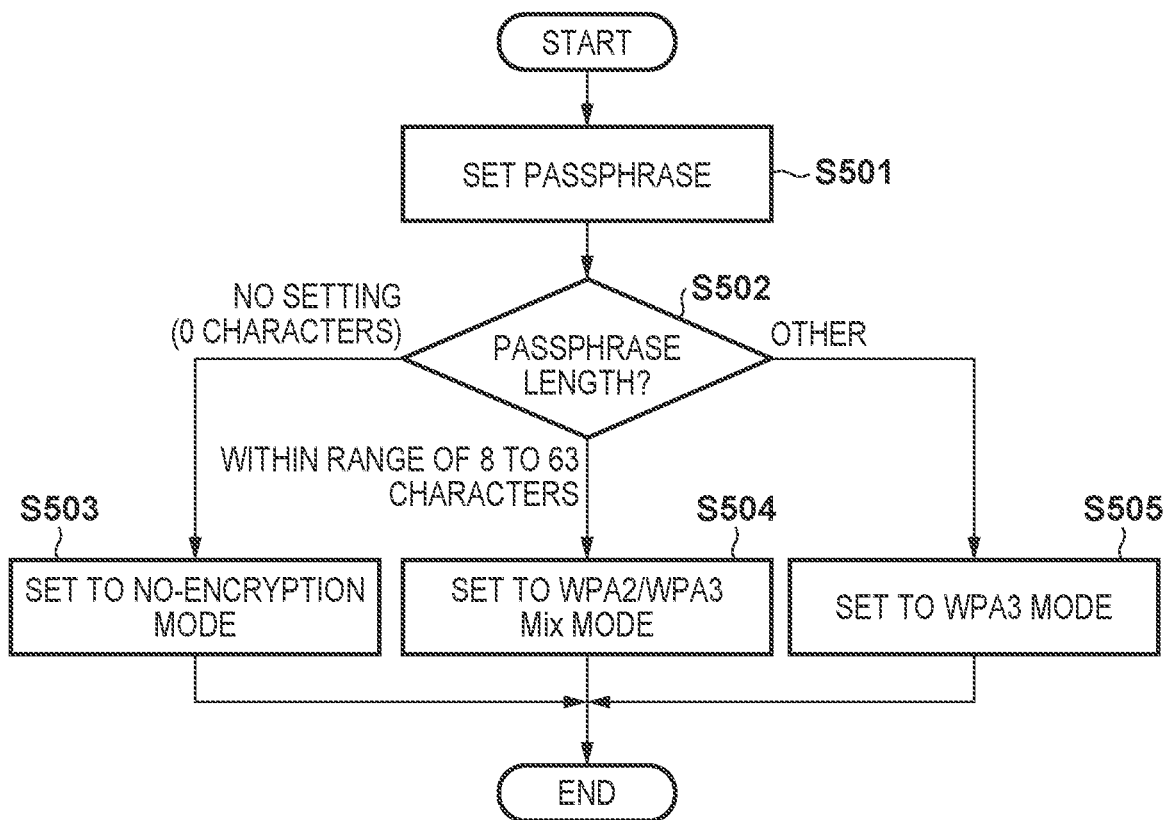 START
SET PASSPHRASE
S501
S502
NO SETTING
(0 CHARACTERS)
PASSPHRASE
LENGTH?
OTHER
WITHIN RANGE OF 8 TO 63
CHARACTERS
S503
SET TO NO-ENCRYPTION
MODE
S504
SET TO WPA2/WPA3
Mix MODE
S505
SET TO WPA3 MODE
END